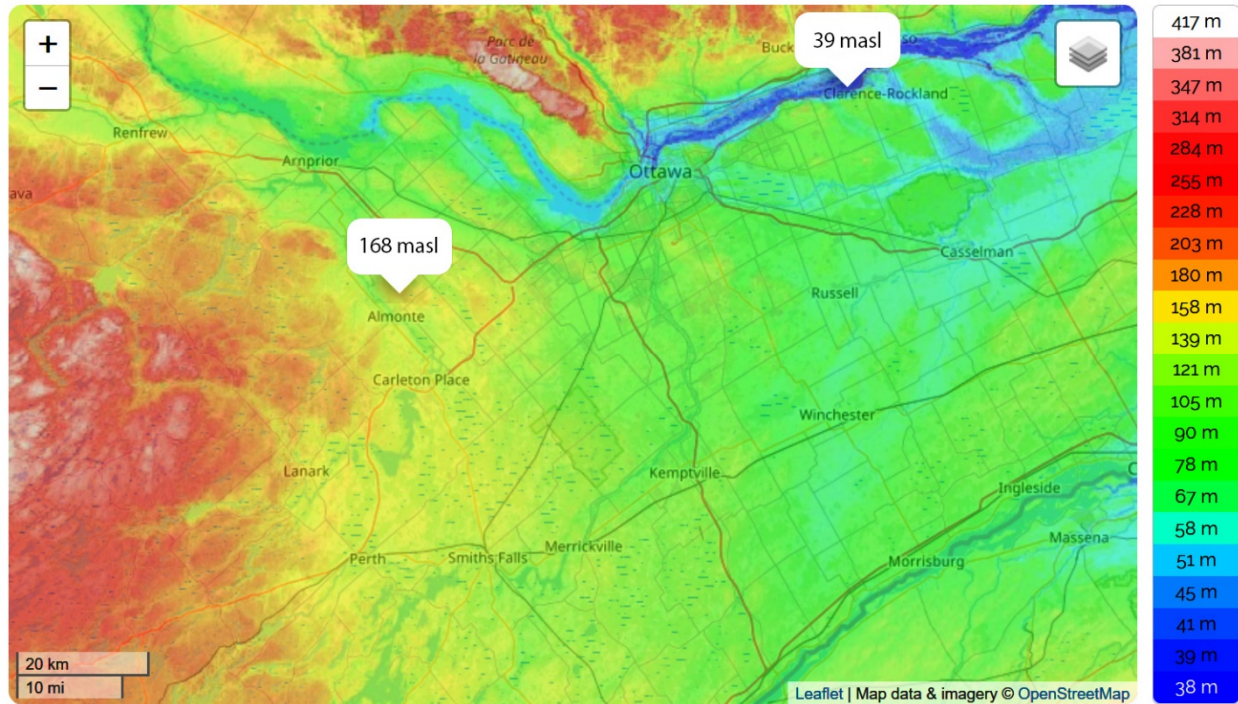 +
−
Parc de
la Gatineau
Buck
39 masl
so
Clarence-Rockland
Renfrew
Arnprior
Ottawa
ava
168 masl
Casselman
Russell
Almonte
Carleton Place
Winchester
Lanark
Kemptville
Ingleside
C
Massena
Perth
Smiths Falls
Merrickville
Morrisburg
20 km
10 mi
Leaflet | Map data & imagery © OpenStreetMap
417 m
381 m
347 m
314 m
284 m
255 m
228 m
203 m
180 m
158 m
139 m
121 m
105 m
90 m
78 m
67 m
58 m
51 m
45 m
41 m
39 m
38 m